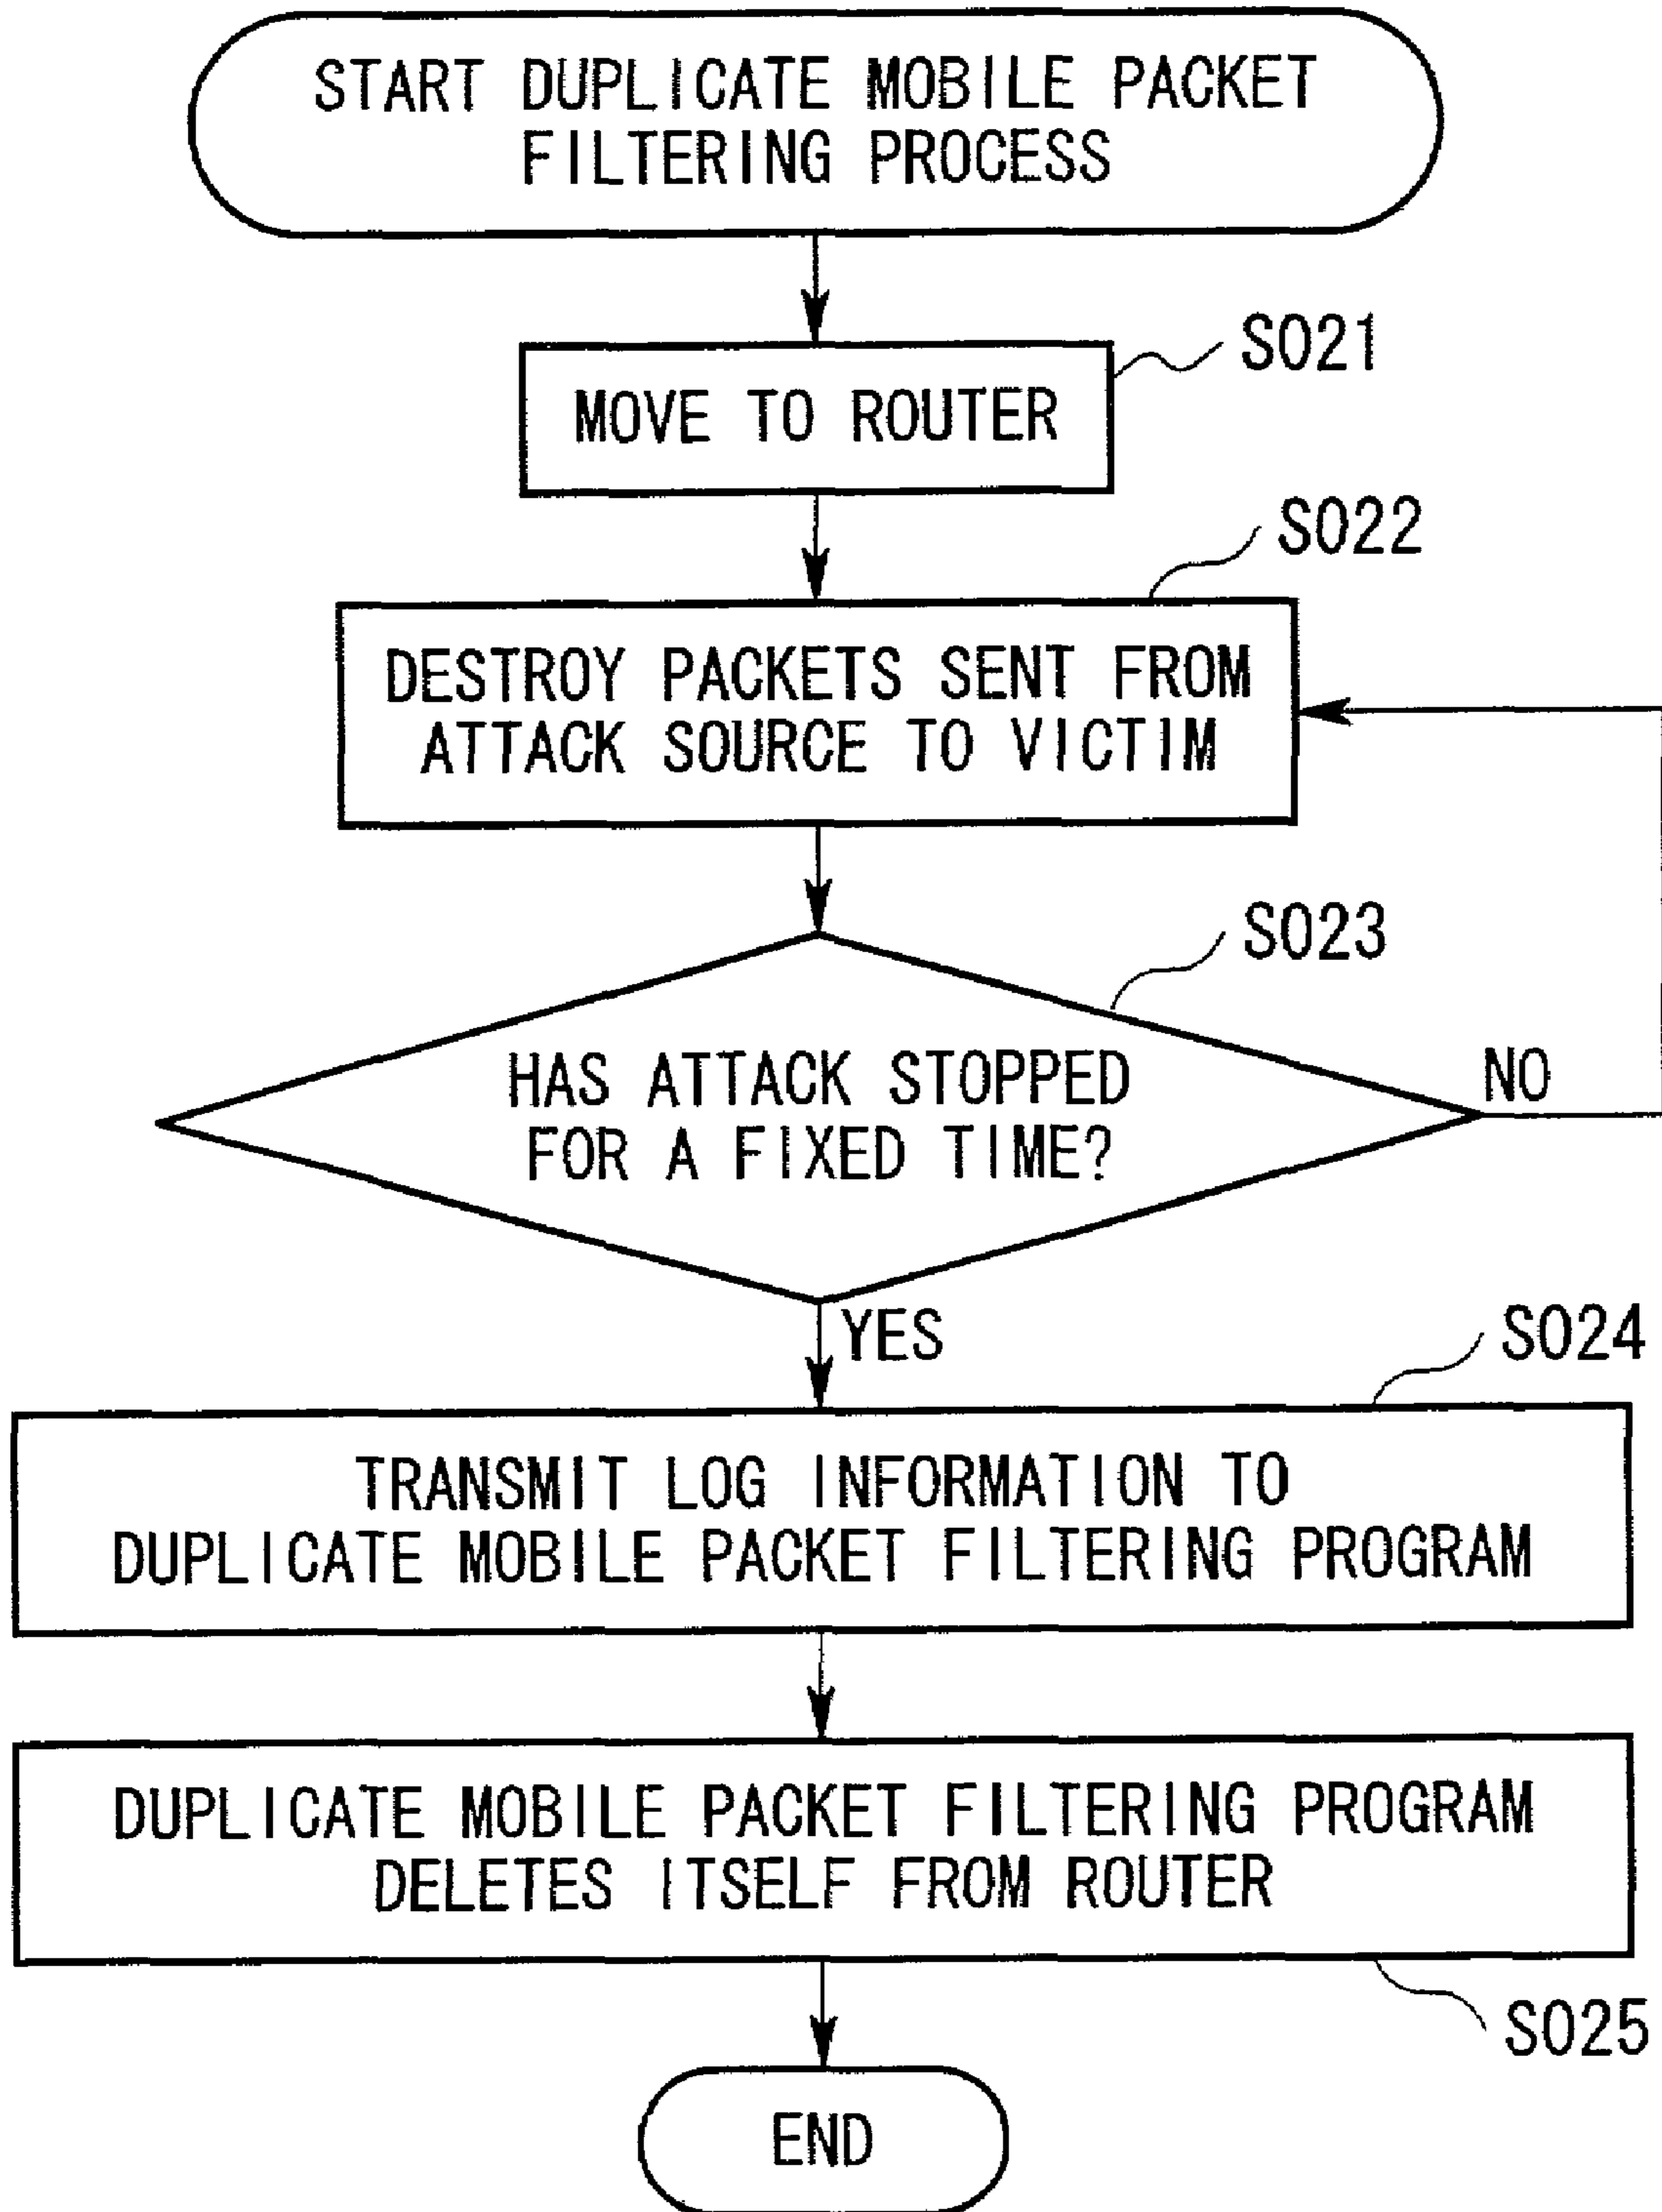 START DUPLICATE MOBILE PACKET
FILTERING PROCESS
S021
MOVE TO ROUTER
S022
DESTROY PACKETS SENT FROM
ATTACK SOURCE TO VICTIM
S023
HAS ATTACK STOPPED
FOR A FIXED TIME?
NO
YES
S024
TRANSMIT LOG INFORMATION TO
DUPLICATE MOBILE PACKET FILTERING PROGRAM
DUPLICATE MOBILE PACKET FILTERING PROGRAM
DELETES ITSELF FROM ROUTER
S025
END